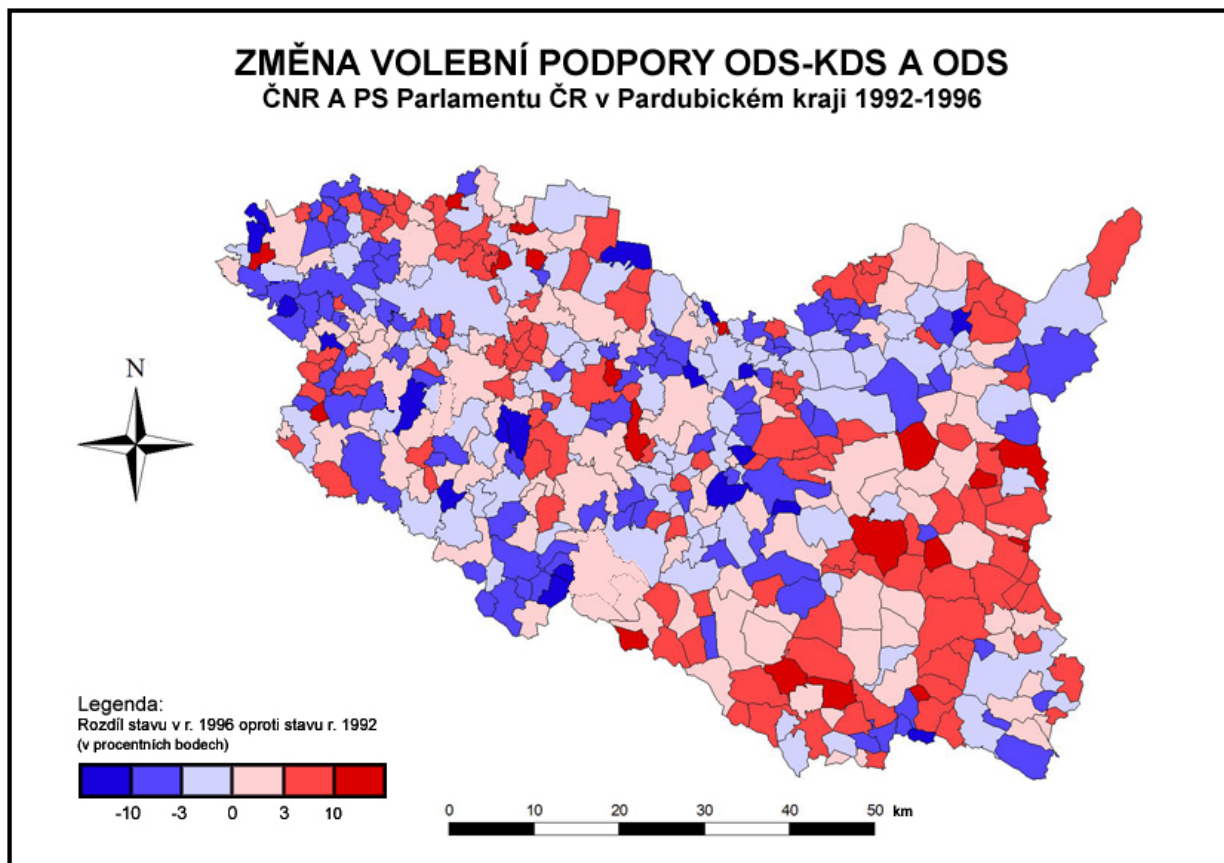 ZMĚNA VOLEBNÍ PODPORY ODS-KDS A ODS
ČNR A PS Parlamentu ČR v Pardubickém kraji 1992-1996
N
Legenda:
Rozdíl stavu v r. 1996 oproti stavu r. 1992
(v procentních bodech)
-10 -3 0 3 10
0 10 20 30 40 50 km